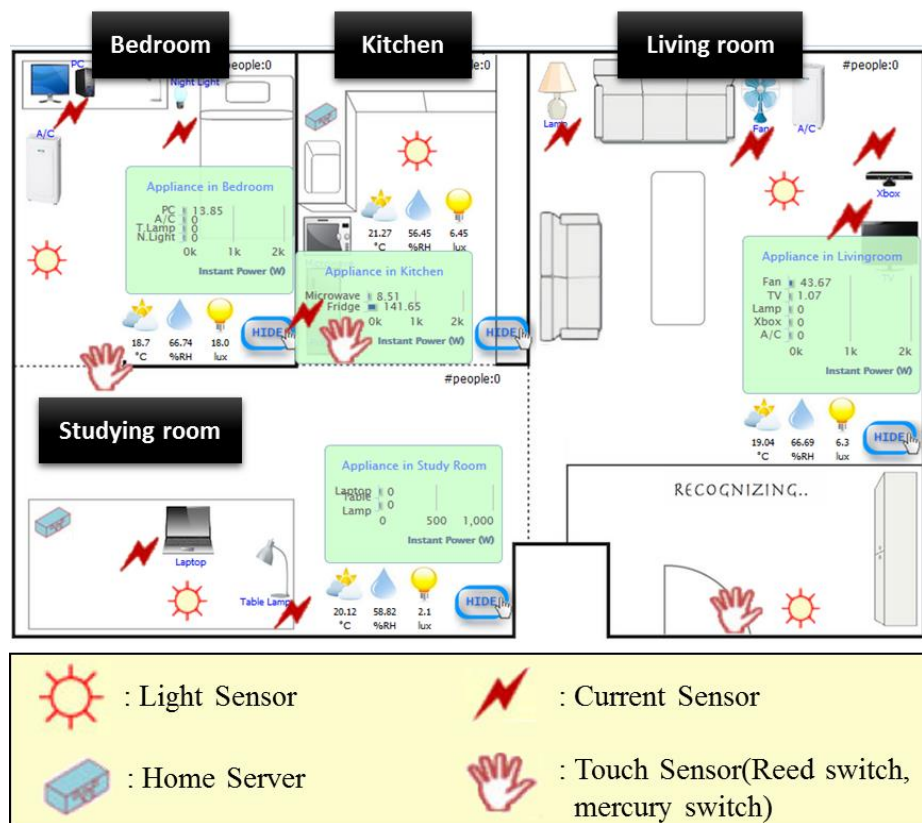 Bedroom
Kitchen
Living room
PC
Night Light
#people:0
Lamp
Fan
A/C
#people:0
A/C
Xbox
Appliance in Bedroom
PC 13.85
A/C 0
T.Lamp 0
N.Light 0
0k 1k 2k
Instant Power (W)
21.27 56.45 6.45
°C %RH lux
Appliance in Kitchen
Microwave 8.51
Fridge 141.65
0k 1k 2k
Instant Power (W)
Appliance in Livingroom
Fan 43.67
TV 1.07
Lamp 0
Xbox 0
A/C 0
0k 1k 2k
Instant Power (W)
18.7 66.74 18.0
°C %RH lux
HIDE
HIDE
#people:0
19.04 66.69 6.3
°C %RH lux
HIDE
Studying room
Appliance in Study Room
Laptop 0
Table Lamp 0
0 500 1,000
Instant Power (W)
RECOGNIZING..
Laptop
Table Lamp
20.12 58.82 2.1
°C %RH lux
HIDE
: Light Sensor
: Current Sensor
: Home Server
: Touch Sensor(Reed switch,
mercury switch)